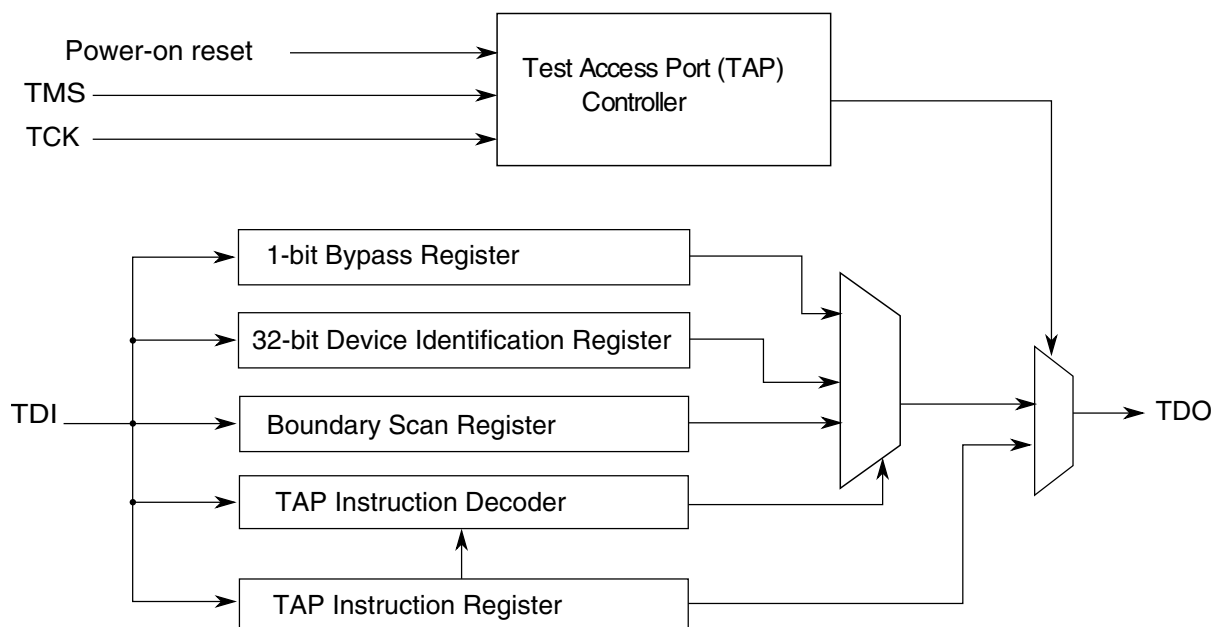 Power-on reset
TMS
TCK
Test Access Port (TAP)
Controller
1-bit Bypass Register
32-bit Device Identification Register
Boundary Scan Register
TAP Instruction Decoder
TAP Instruction Register
TDI
TDO